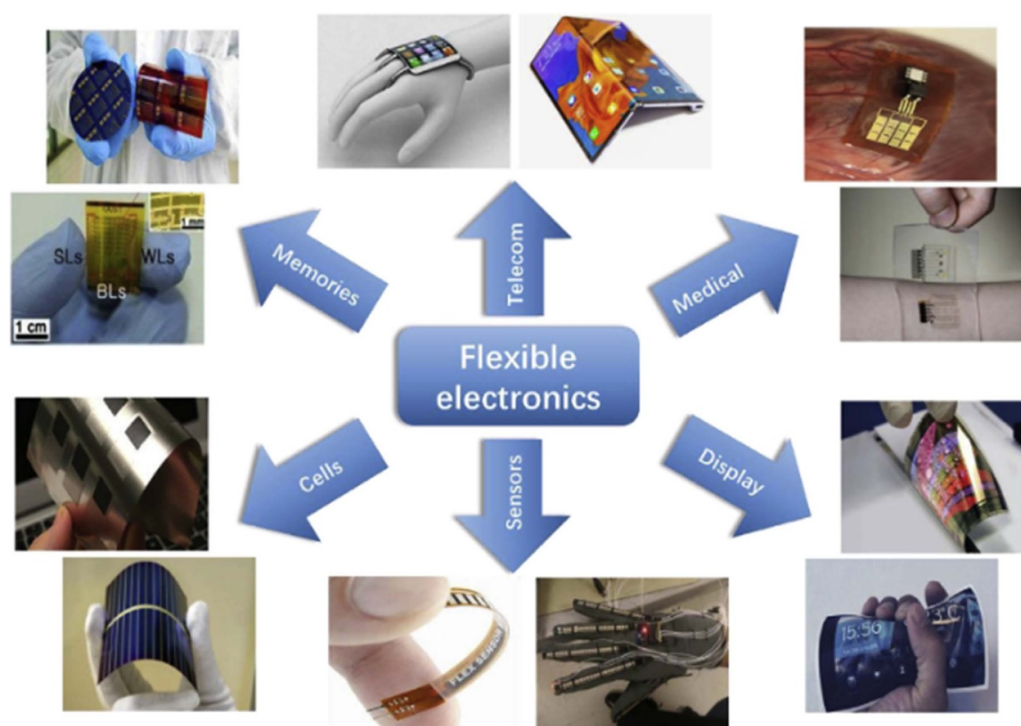 SLs
WLs
BLs
1 mm
1 cm
Memories
Telecom
Medical
Flexible
electronics
Cells
Sensors
Display
FLEX SENSOR
15:56